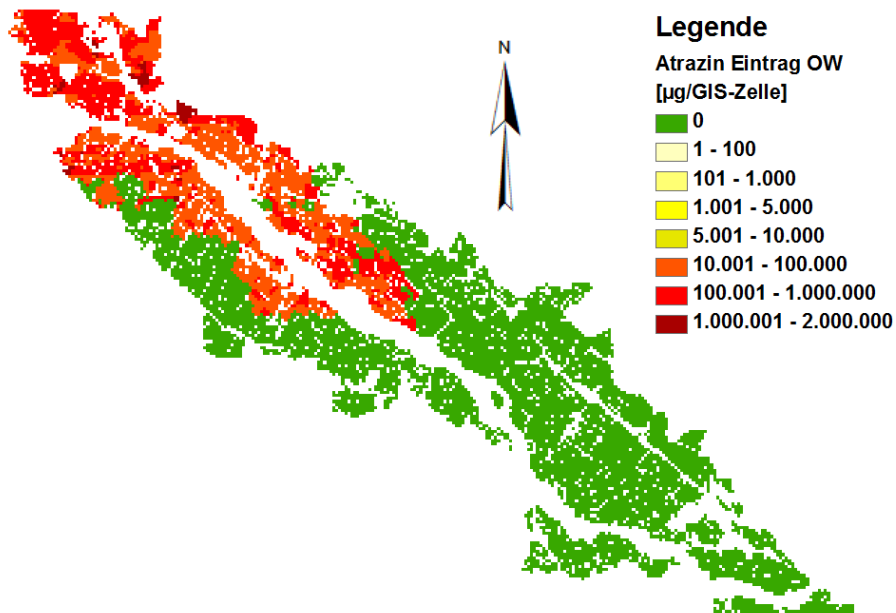 Legende
Atrazin Eintrag OW
[µg/GIS-Zelle]
0
1 - 100
101 - 1.000
1.001 - 5.000
5.001 - 10.000
10.001 - 100.000
100.001 - 1.000.000
1.000.001 - 2.000.000
N